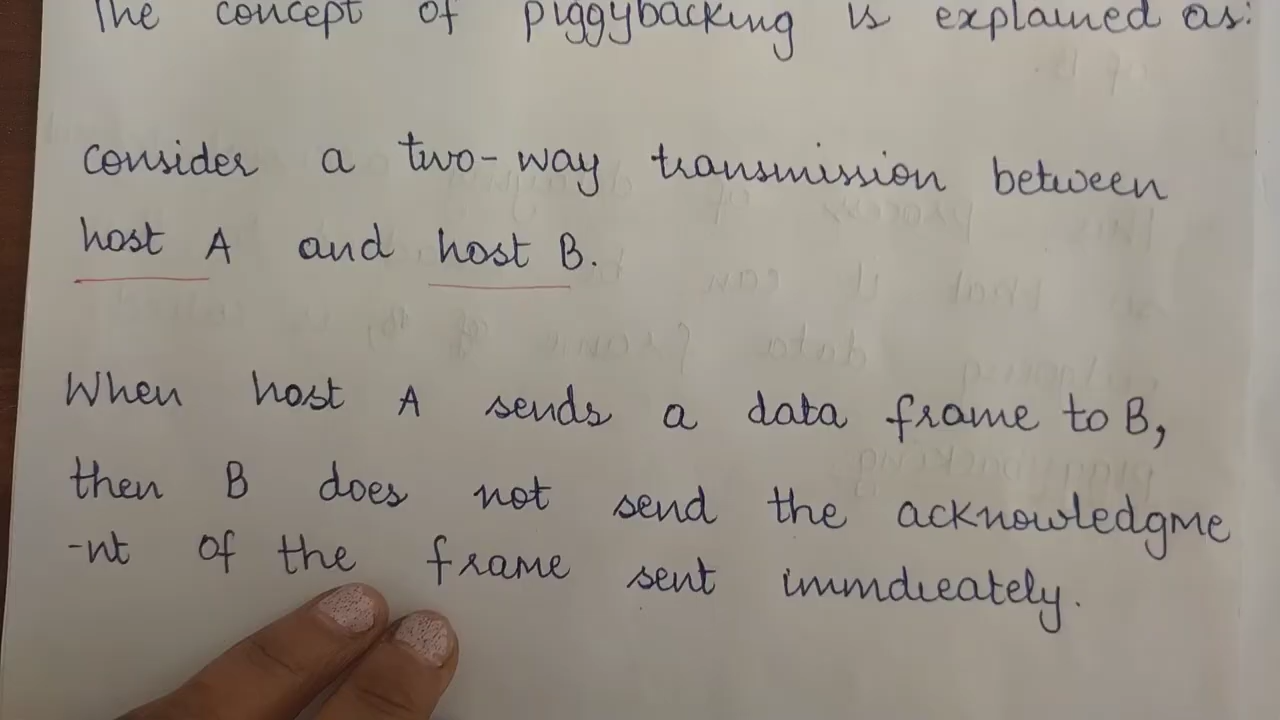 The concept of piggybacking is explained as:
consider a two-way transmission between
host A and host B.
When host A sends a data frame to B,
then B does not send the acknowledgme
-nt of the frame sent immdieately.